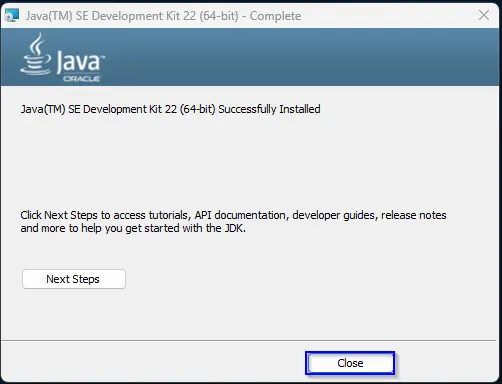 Java(TM) SE Development Kit 22 (64-bit) - Complete
Java
ORACLE
Java(TM) SE Development Kit 22 (64-bit) Successfully Installed
Click Next Steps to access tutorials, API documentation, developer guides, release notes
and more to help you get started with the JDK.
Next Steps
Close